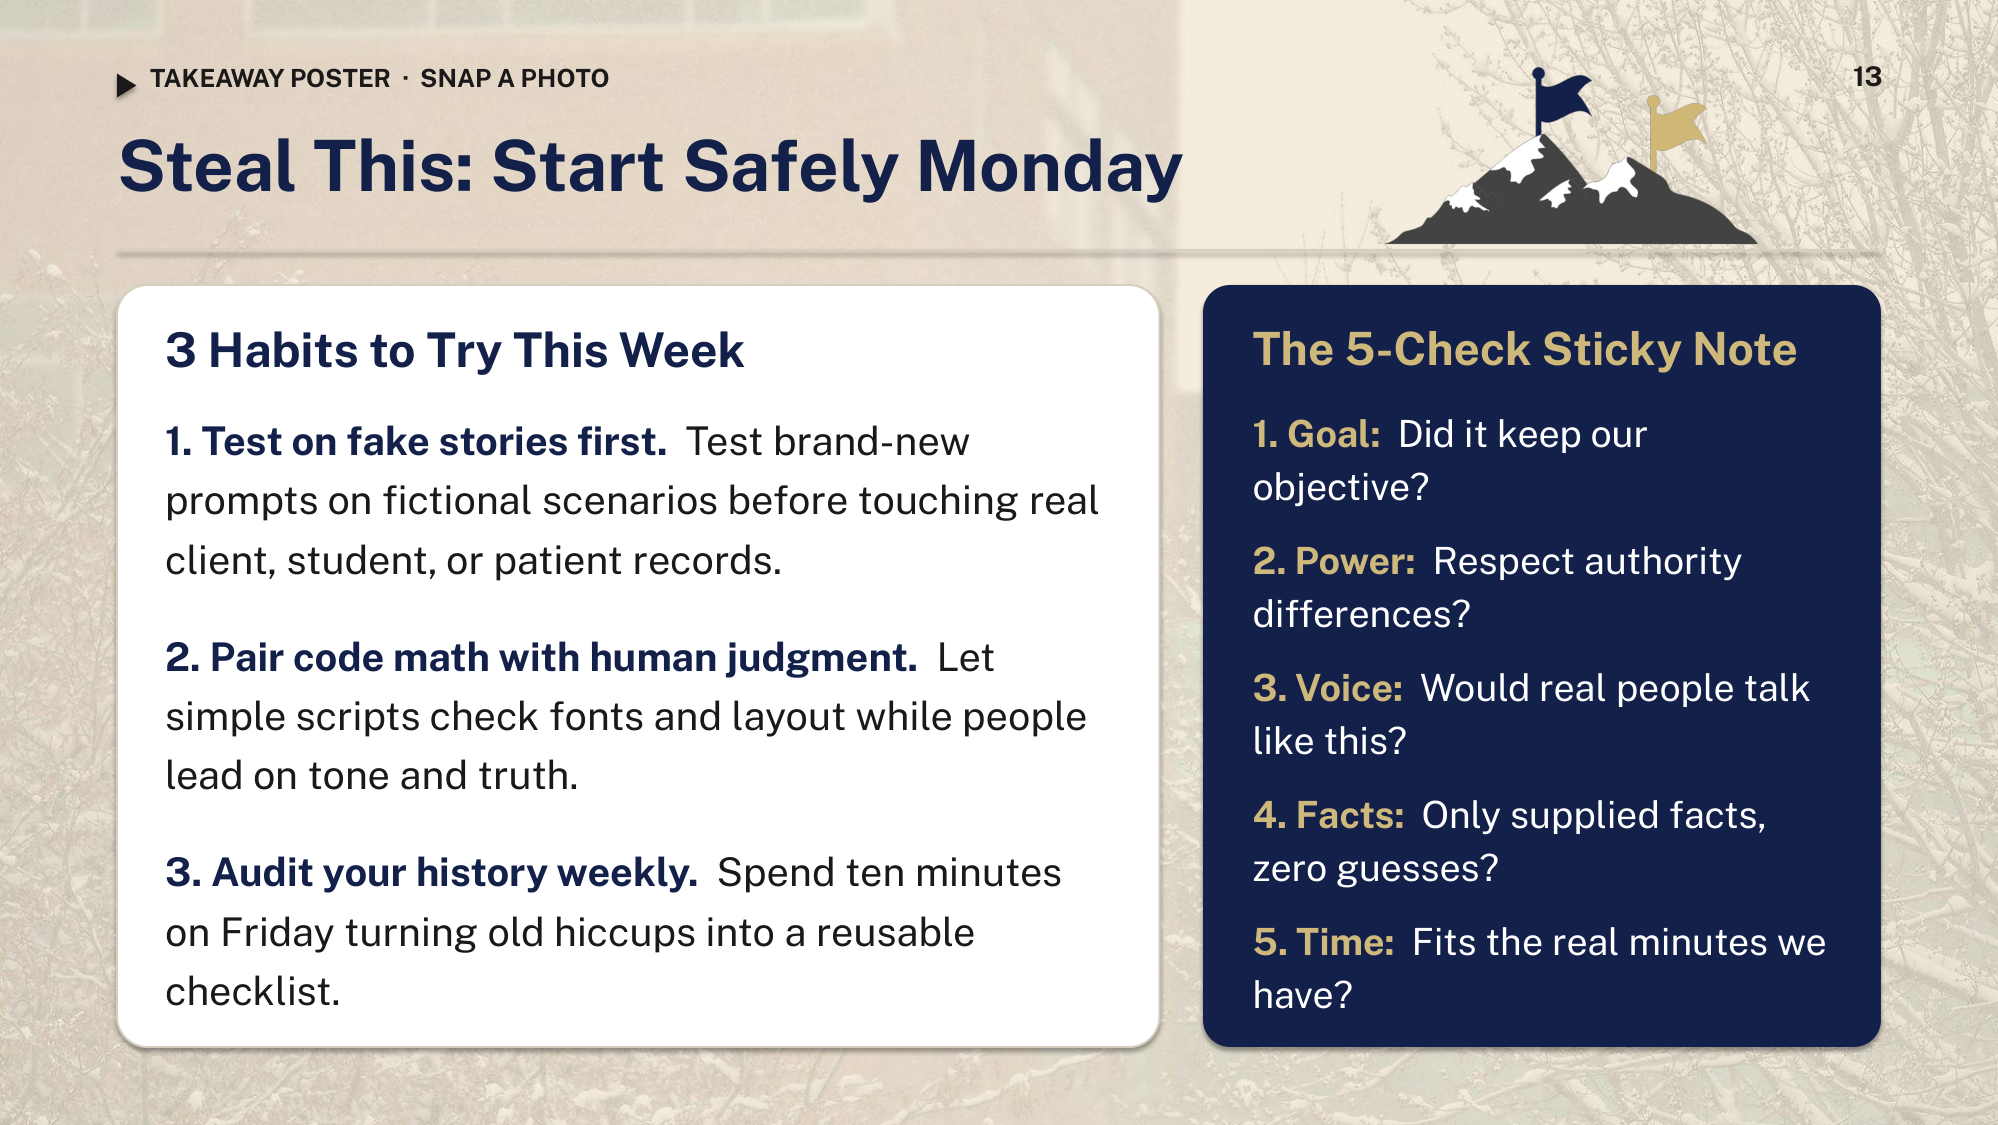 TAKEAWAY POSTER · SNAP A PHOTO
13
Steal This: Start Safely Monday
3 Habits to Try This Week
1. Test on fake stories first. Test brand-new
prompts on fictional scenarios before touching real
client, student, or patient records.
2. Pair code math with human judgment. Let
simple scripts check fonts and layout while people
lead on tone and truth.
3. Audit your history weekly. Spend ten minutes
on Friday turning old hiccups into a reusable
checklist.
The 5-Check Sticky Note
1. Goal: Did it keep our
objective?
2. Power: Respect authority
differences?
3. Voice: Would real people talk
like this?
4. Facts: Only supplied facts,
zero guesses?
5. Time: Fits the real minutes we
have?